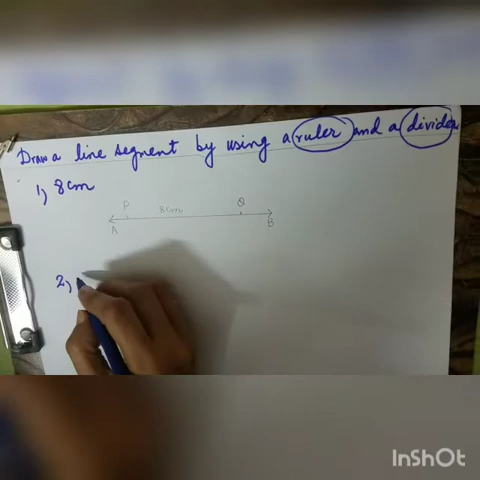 Draw a line segment by using a ruler and a divider
1) 8cm
P 8cm Q
A B
2)
InShOt